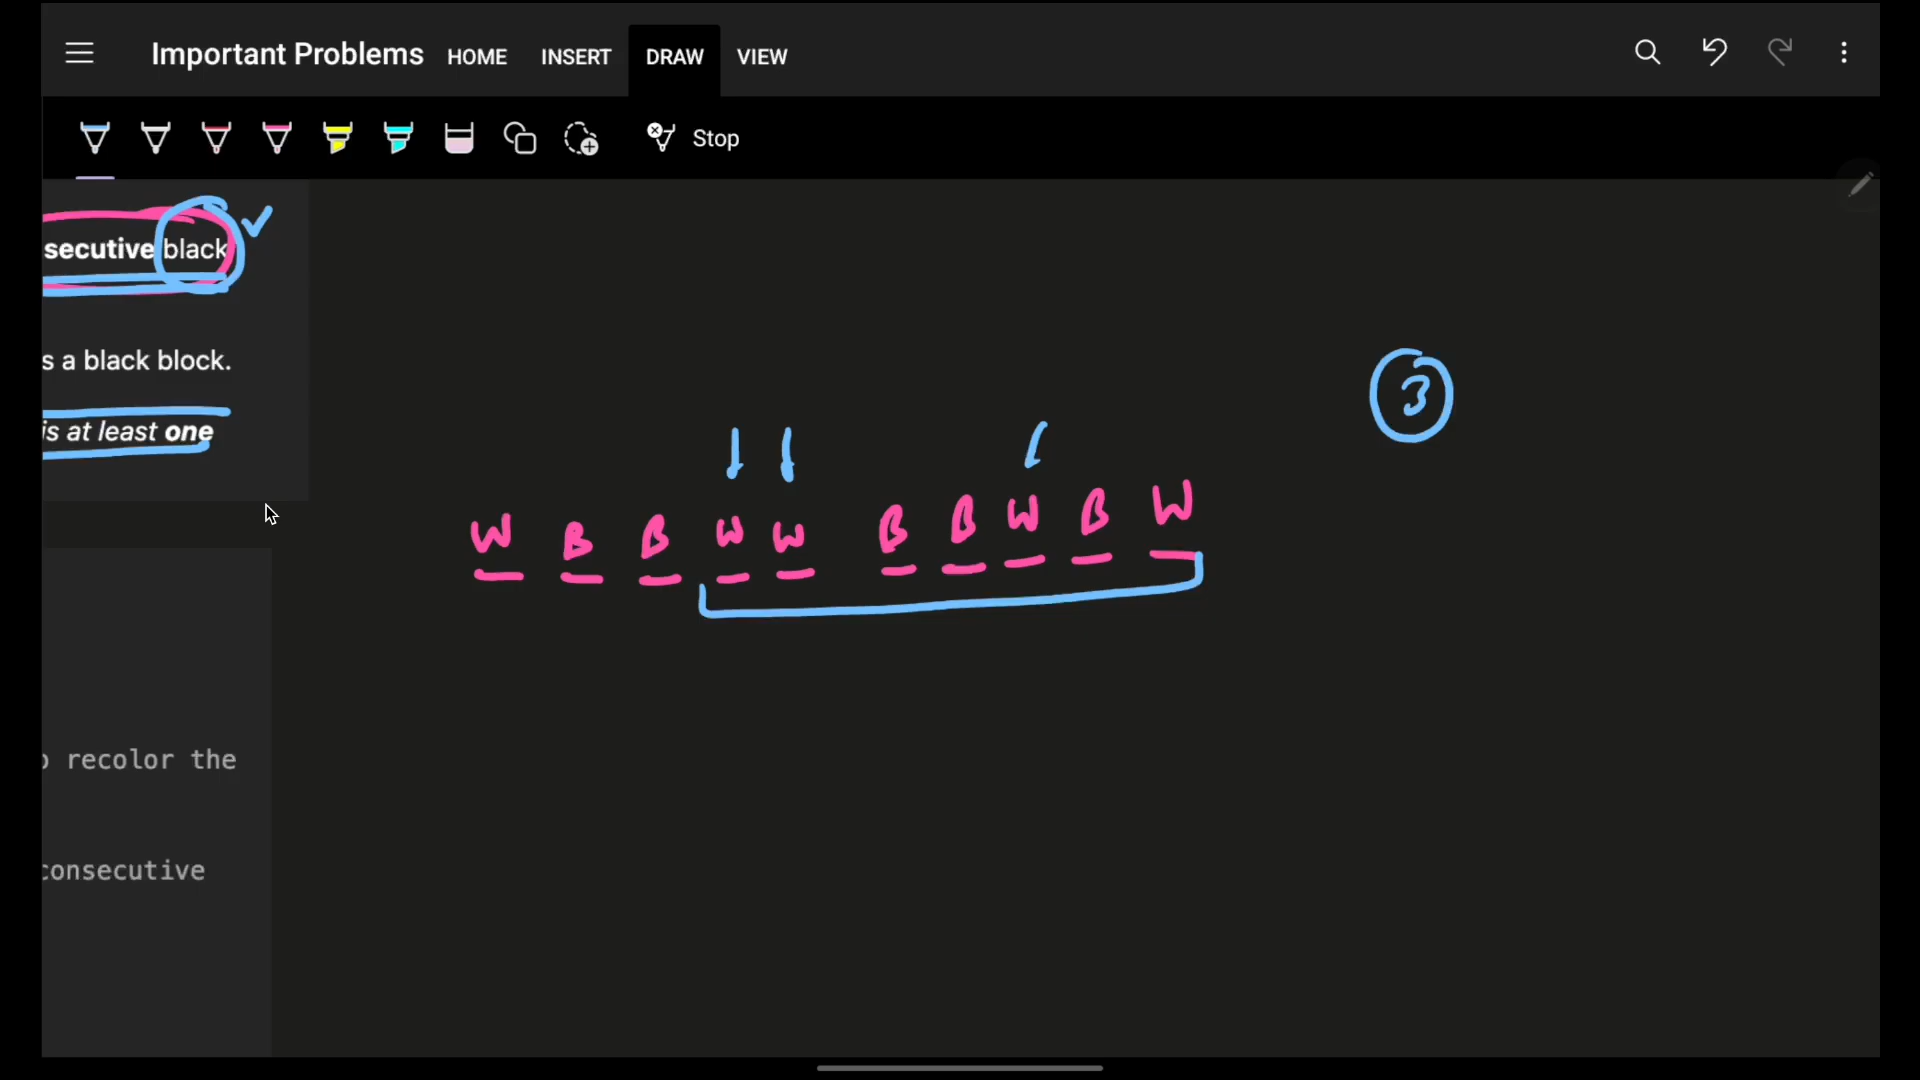 Important Problems HOME INSERT DRAW VIEW
Stop
secutive black
s a black block.
is at least one
3
W B B W W B B W B W
recolor the
consecutive